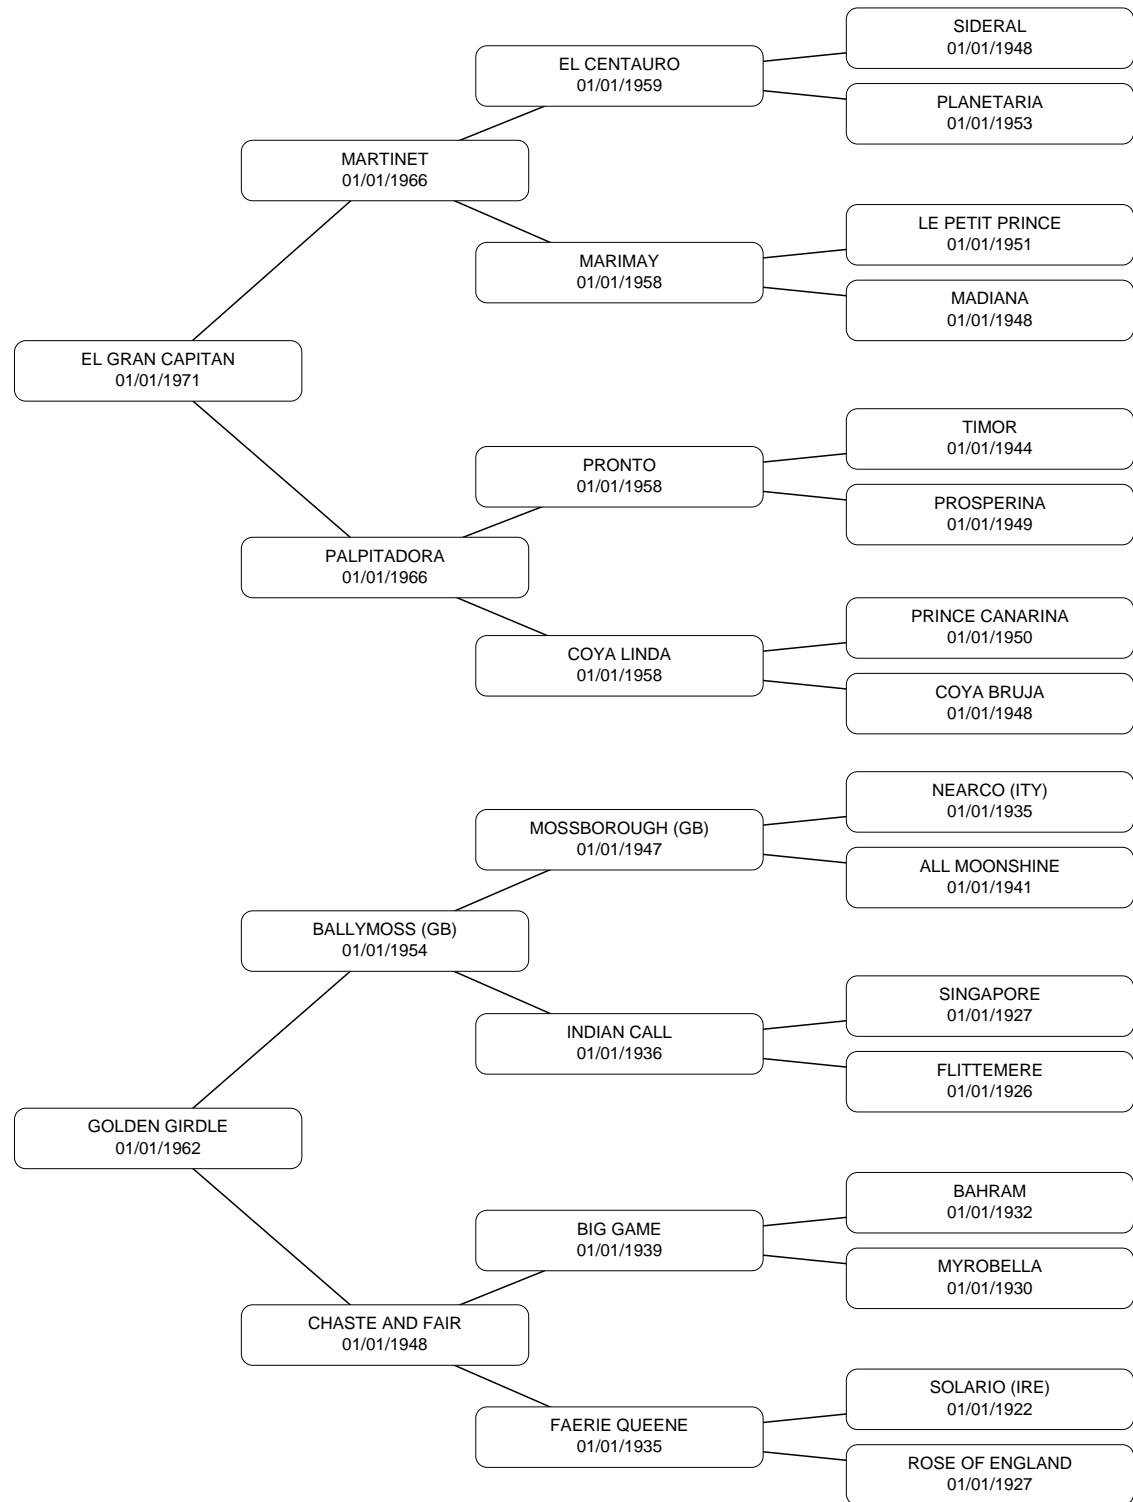 SIDERAL
01/01/1948
EL CENTAURO
01/01/1959
PLANETARIA
01/01/1953
MARTINET
01/01/1966
LE PETIT PRINCE
01/01/1951
MARIMAY
01/01/1958
MADIANA
01/01/1948
EL GRAN CAPITAN
01/01/1971
TIMOR
01/01/1944
PRONTO
01/01/1958
PROSPERINA
01/01/1949
PALPITADORA
01/01/1966
PRINCE CANARINA
01/01/1950
COYA LINDA
01/01/1958
COYA BRUJA
01/01/1948
NEARCO (ITY)
01/01/1935
MOSSBOROUGH (GB)
01/01/1947
ALL MOONSHINE
01/01/1941
BALLYMOSS (GB)
01/01/1954
SINGAPORE
01/01/1927
INDIAN CALL
01/01/1936
FLITTEMERE
01/01/1926
GOLDEN GIRDLE
01/01/1962
BAHRAM
01/01/1932
BIG GAME
01/01/1939
MYROBELLA
01/01/1930
CHASTE AND FAIR
01/01/1948
SOLARIO (IRE)
01/01/1922
FAERIE QUEENE
01/01/1935
ROSE OF ENGLAND
01/01/1927